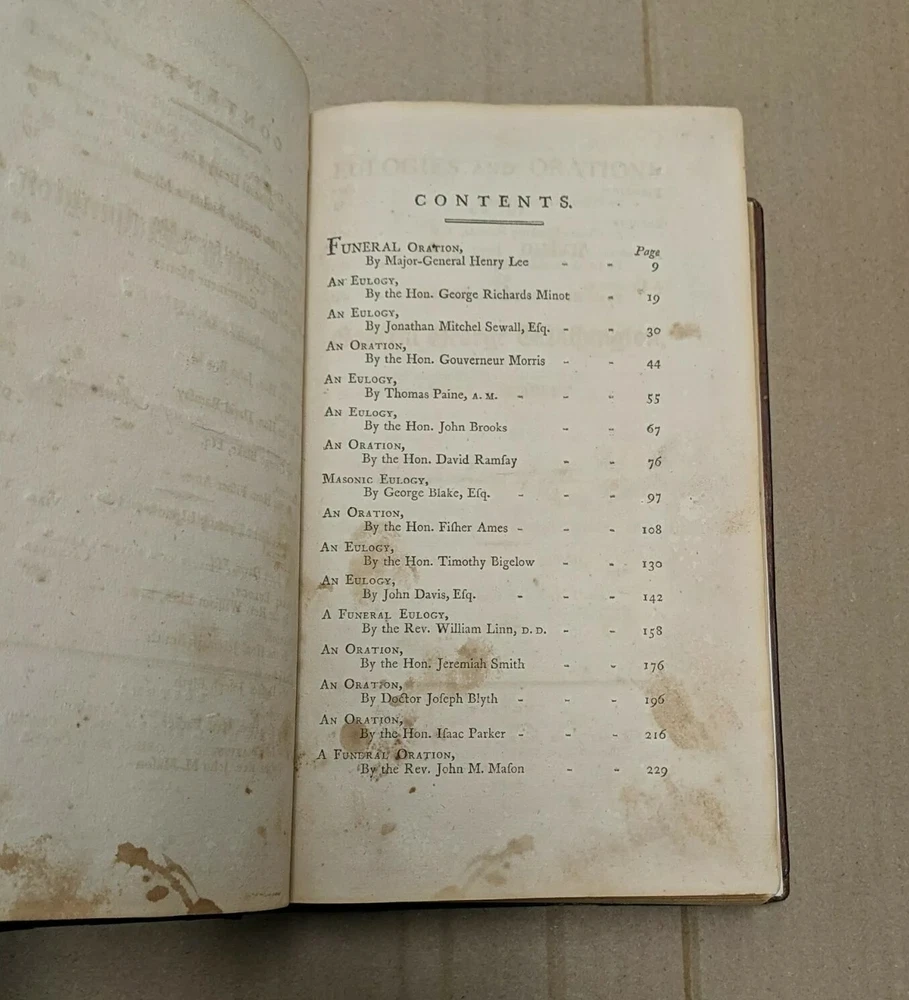 CONTENTS.
Page
FUNERAL ORATION,
By Major-General Henry Lee - - 9
AN EULOGY,
By the Hon. George Richards Minot - 19
AN EULOGY,
By Jonathan Mitchel Sewall, Eſq. - - 30
AN ORATION,
By the Hon. Gouverneur Morris - - 44
AN EULOGY,
By Thomas Paine, A. M. - - - 55
AN EULOGY,
By the Hon. John Brooks - - 67
AN ORATION,
By the Hon. David Ramſay - - 76
MASONIC EULOGY,
By George Blake, Eſq. - - - 97
AN ORATION,
By the Hon. Fiſher Ames - - - 108
AN EULOGY,
By the Hon. Timothy Bigelow - - 130
AN EULOGY,
By John Davis, Eſq. - - - 142
A FUNERAL EULOGY,
By the Rev. William Linn, D. D. - - 158
AN ORATION,
By the Hon. Jeremiah Smith - - 176
AN ORATION,
By Doctor Joſeph Blyth - - - 196
AN ORATION,
By the Hon. Iſaac Parker - - - 216
A FUNERAL ORATION,
By the Rev. John M. Maſon - - 229